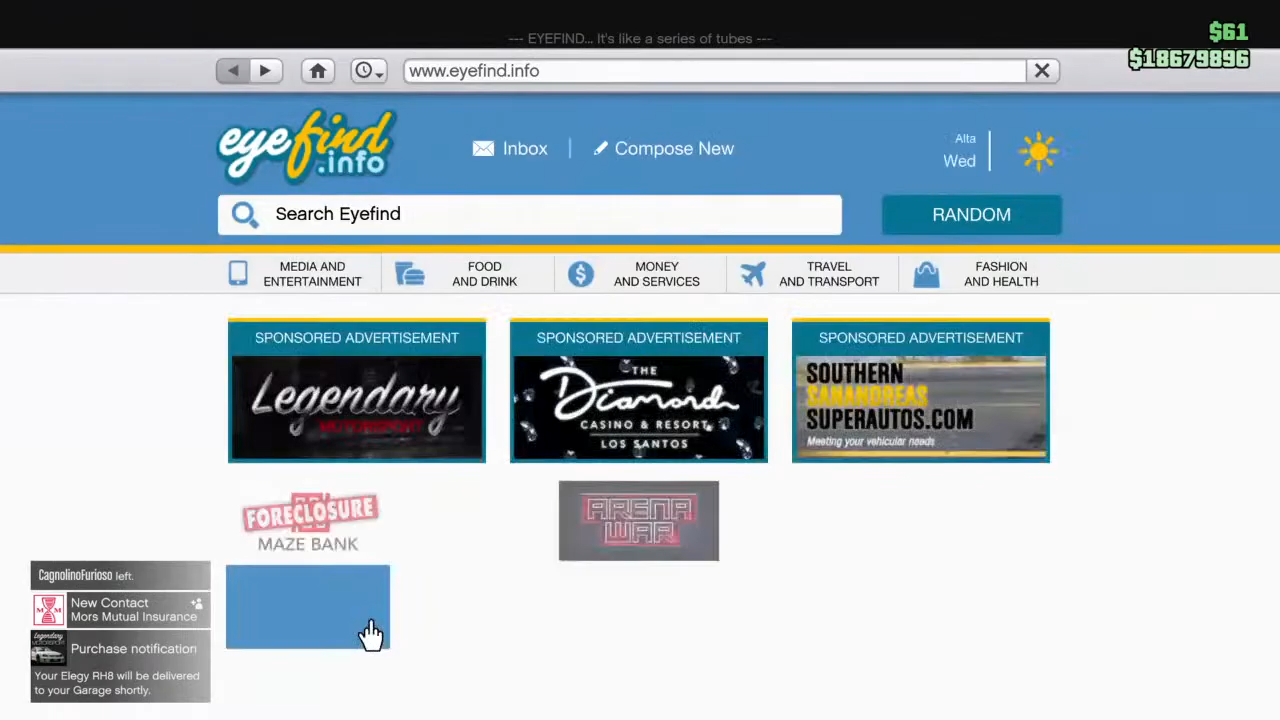 --- EYEFIND... It's like a series of tubes ---
$61
$18679896
www.eyefind.info
eyefind
.info
Inbox
Compose New
Alta
Wed
Search Eyefind
RANDOM
MEDIA AND
ENTERTAINMENT
FOOD
AND DRINK
MONEY
AND SERVICES
TRAVEL
AND TRANSPORT
FASHION
AND HEALTH
SPONSORED ADVERTISEMENT
Legendary
MOTORSPORT
SPONSORED ADVERTISEMENT
THE
Diamond
CASINO & RESORT
LOS SANTOS
SPONSORED ADVERTISEMENT
SOUTHERN
SANANDREAS
SUPERAUTOS.COM
Meeting your vehicular needs
FORECLOSURE
MAZE BANK
ARENA
WAR
CagnolinoFurioso left.
New Contact
Mors Mutual Insurance
Legendary
Purchase notification
Your Elegy RH8 will be delivered
to your Garage shortly.